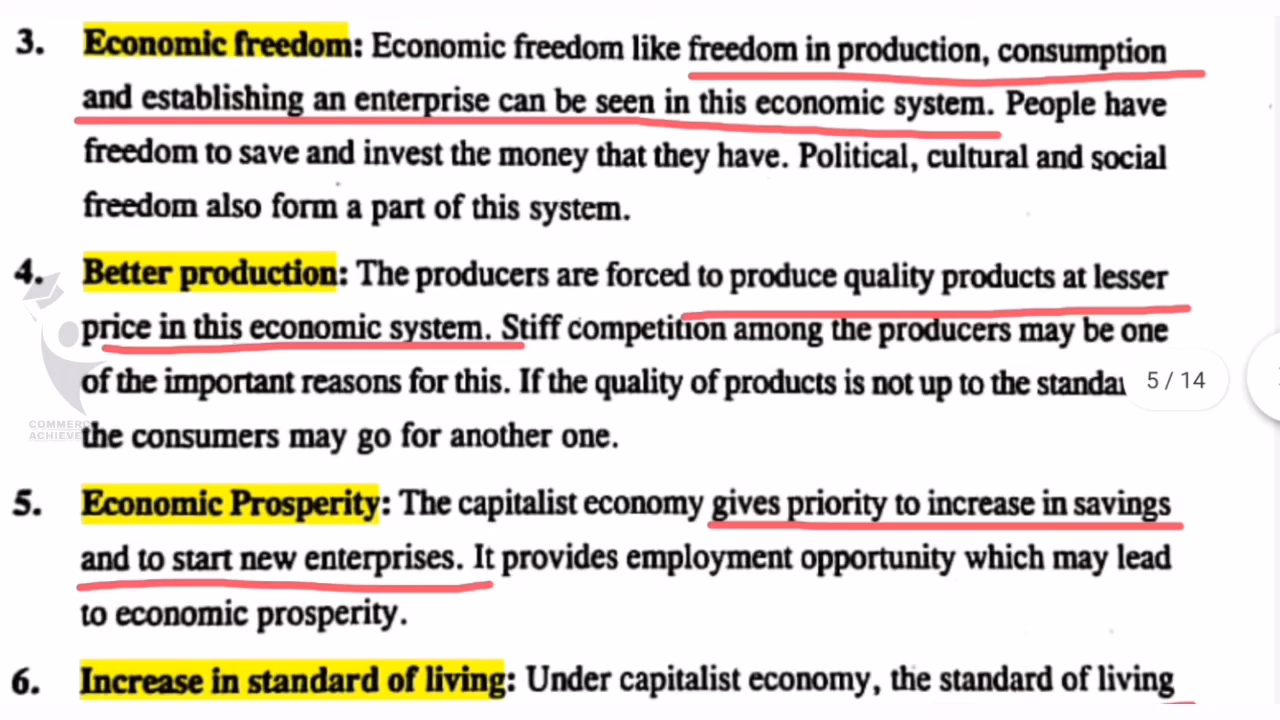 3. Economic freedom: Economic freedom like freedom in production, consumption
and establishing an enterprise can be seen in this economic system. People have
freedom to save and invest the money that they have. Political, cultural and social
freedom also form a part of this system.
4. Better production: The producers are forced to produce quality products at lesser
price in this economic system. Stiff competition among the producers may be one
of the important reasons for this. If the quality of products is not up to the
5 / 14
COMMERCE
ACHIEVE
the consumers may go for another one.
5. Economic Prosperity: The capitalist economy gives priority to increase in savings
and to start new enterprises. It provides employment opportunity which may lead
to economic prosperity.
6. Increase in standard of living: Under capitalist economy, the standard of living